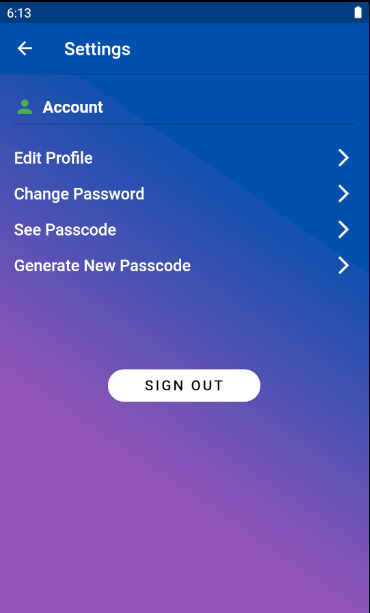 6:13
Settings
Account
Edit Profile
Change Password
See Passcode
Generate New Passcode
SIGN OUT